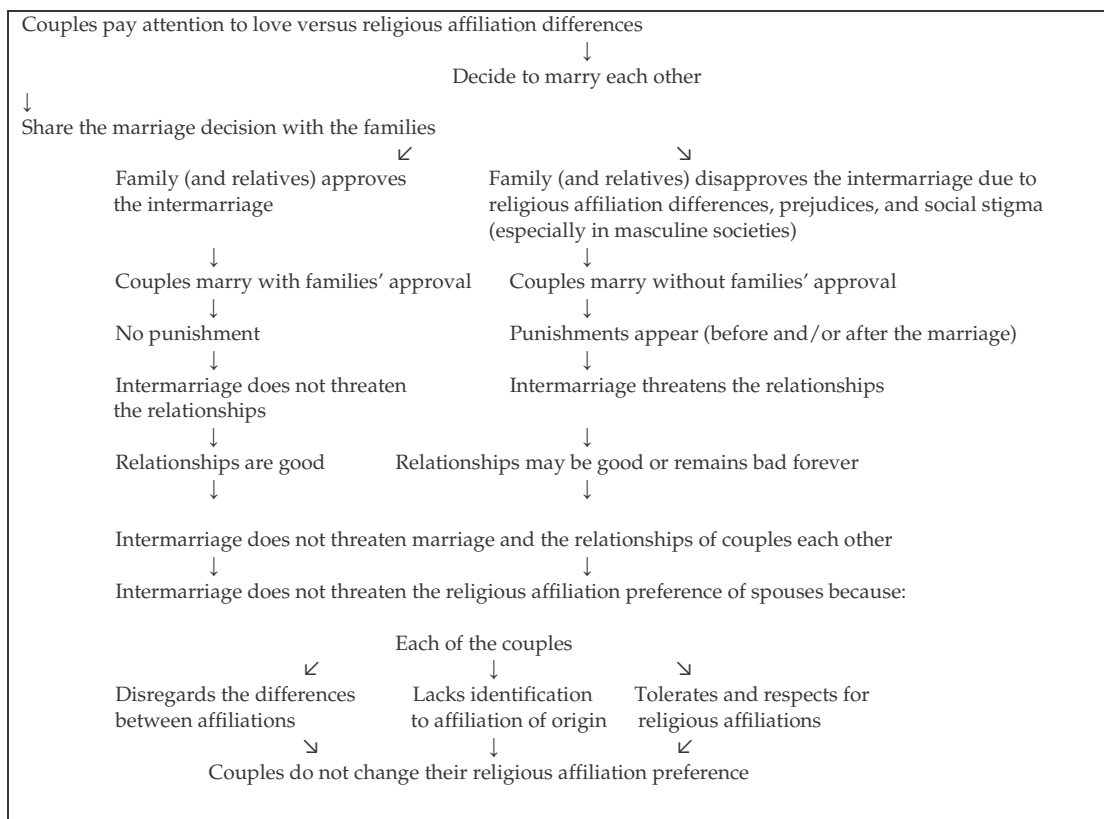 Couples pay attention to love versus religious affiliation differences
↓
Decide to marry each other
↓
Share the marriage decision with the families
↙ ↘
Family (and relatives) approves Family (and relatives) disapproves the intermarriage due to
the intermarriage religious affiliation differences, prejudices, and social stigma
(especially in masculine societies)
↓ ↓
Couples marry with families’ approval Couples marry without families’ approval
↓ ↓
No punishment Punishments appear (before and/or after the marriage)
↓ ↓
Intermarriage does not threaten Intermarriage threatens the relationships
the relationships
↓ ↓
Relationships are good Relationships may be good or remains bad forever
↓ ↓
Intermarriage does not threaten marriage and the relationships of couples each other
↓ ↓
Intermarriage does not threaten the religious affiliation preference of spouses because:
Each of the couples
↙ ↓ ↘
Disregards the differences Lacks identification Tolerates and respects for
between affiliations to affiliation of origin religious affiliations
↘ ↓ ↙
Couples do not change their religious affiliation preference